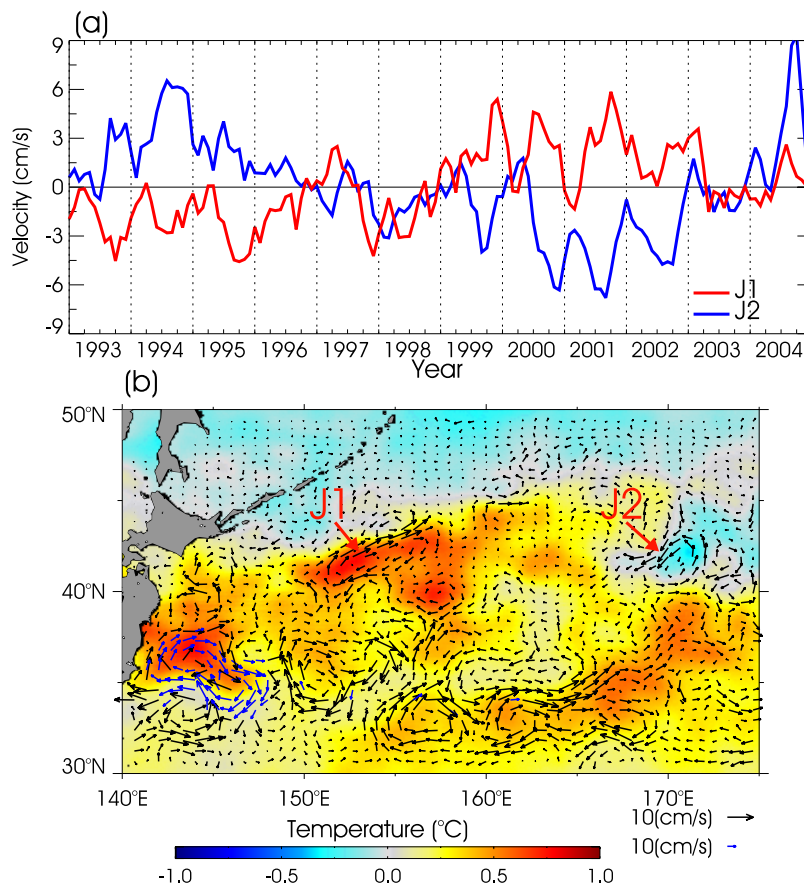 (a)
9
6
3
0
-3
-6
-9
Velocity (cm/s)
J1
J2
1993 1994 1995 1996 1997 1998 1999 2000 2001 2002 2003 2004
Year
(b)
50°N
40°N
30°N
J1
J2
140°E 150°E 160°E 170°E
10(cm/s)
10(cm/s)
Temperature (°C)
-1.0 -0.5 0.0 0.5 1.0